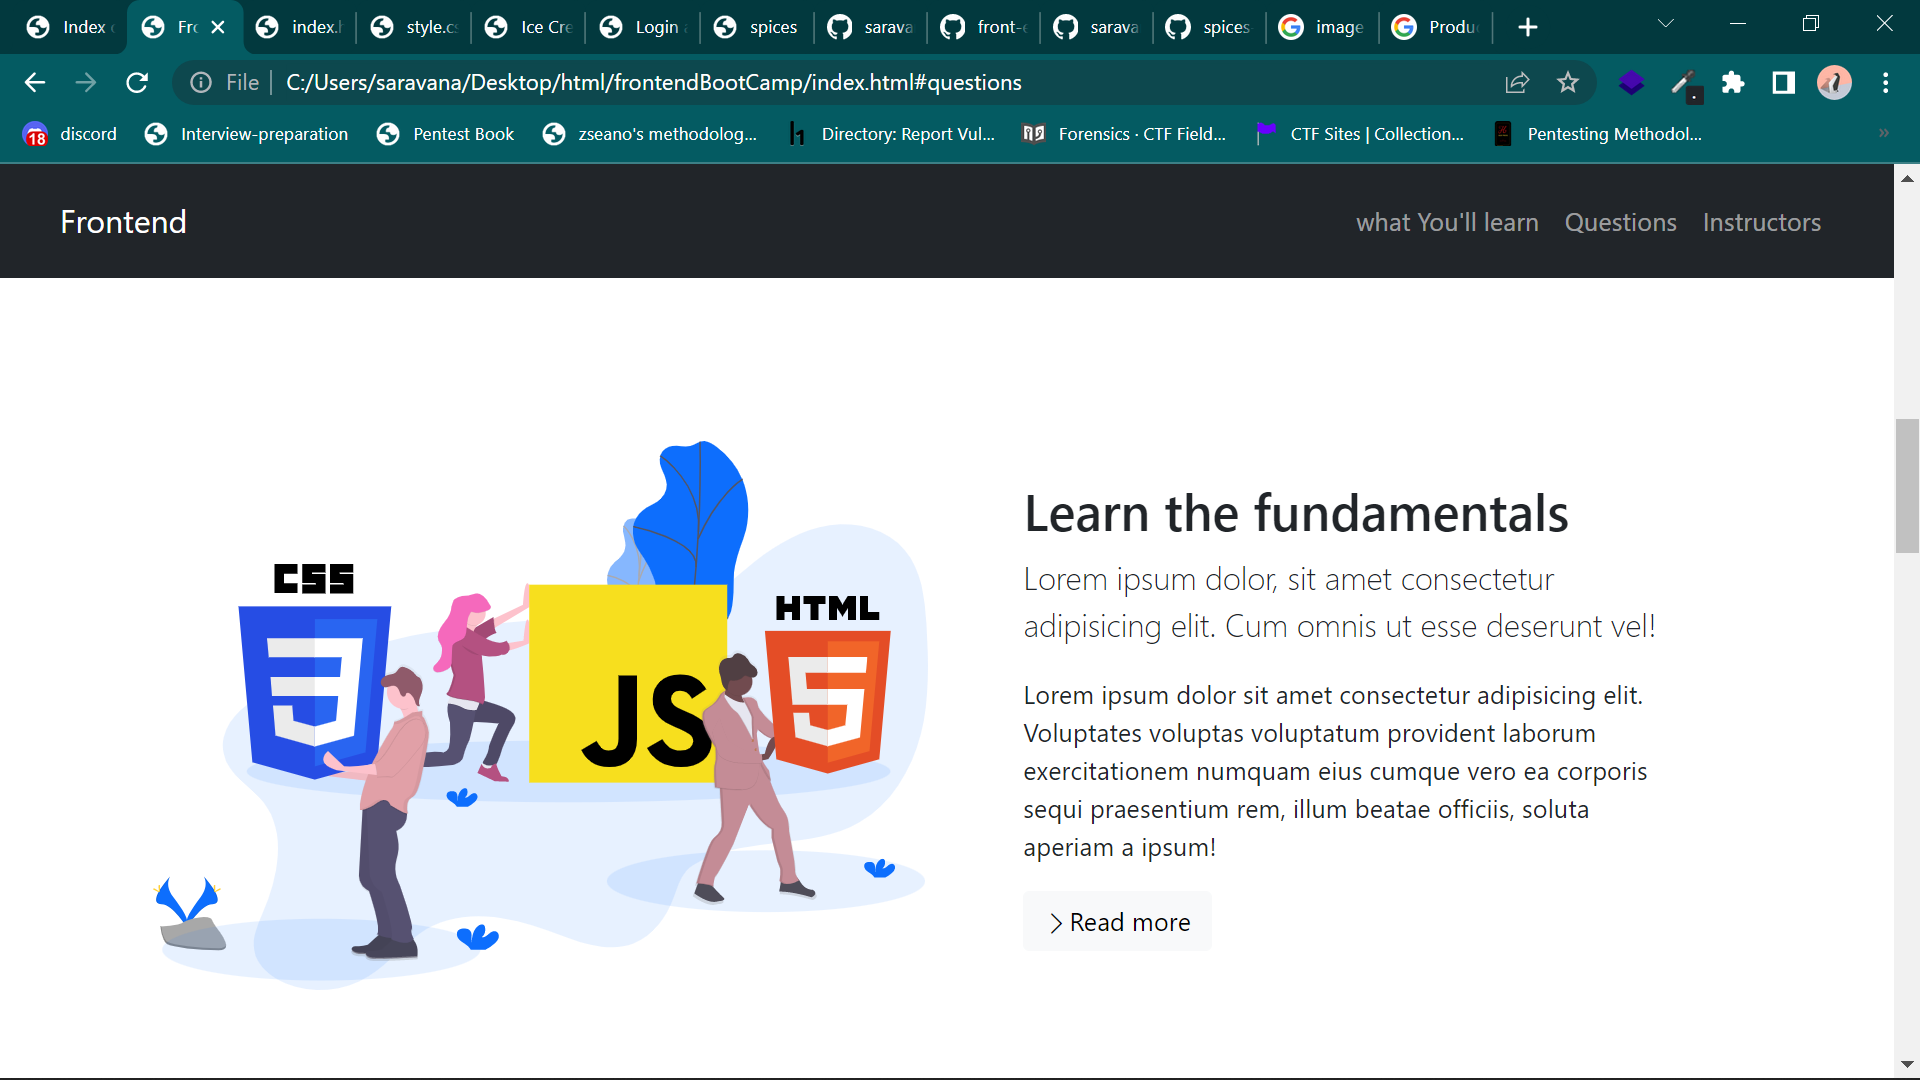 Index
Fr
index.h
style.cs
Ice Cre
Login
spices
sarava
front-e
sarava
spices-
image
Produ
File
C:/Users/saravana/Desktop/html/frontendBootCamp/index.html#questions
18
discord
Interview-preparation
Pentest Book
zseano's methodolog...
h1
Directory: Report Vul...
Forensics · CTF Field...
CTF Sites | Collection...
Pentesting Methodol...
»
Frontend
what You'll learn
Questions
Instructors
CSS
HTML
JS
Learn the fundamentals
Lorem ipsum dolor, sit amet consectetur
adipisicing elit. Cum omnis ut esse deserunt vel!
Lorem ipsum dolor sit amet consectetur adipisicing elit.
Voluptates voluptas voluptatum provident laborum
exercitationem numquam eius cumque vero ea corporis
sequi praesentium rem, illum beatae officiis, soluta
aperiam a ipsum!
Read more